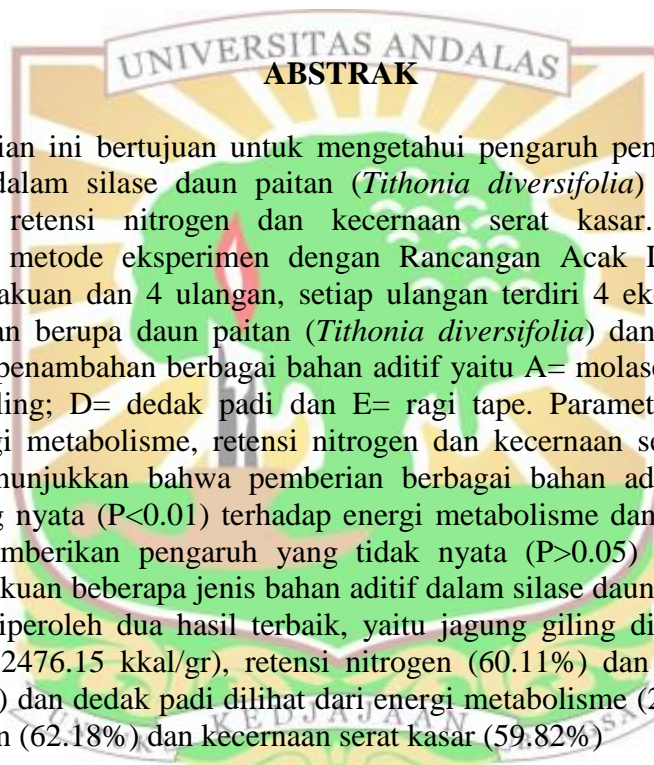 UNIVERSITAS ANDALAS
ABSTRAK
ian ini bertujuan untuk mengetahui pengaruh pen
dalam silase daun paitan (Tithonia diversifolia)
retensi nitrogen dan kecernaan serat kasar.
metode eksperimen dengan Rancangan Acak
akuan dan 4 ulangan, setiap ulangan terdiri 4 eko
an berupa daun paitan (Tithonia diversifolia) dan
penambahan berbagai bahan aditif yaitu A= molase
ling; D= dedak padi dan E= ragi tape. Paramet
gi metabolisme, retensi nitrogen dan kecernaan se
nunjukkan bahwa pemberian berbagai bahan ad
g nyata (P<0.01) terhadap energi metabolisme dan
mberikan pengaruh yang tidak nyata (P>0.05)
kuan beberapa jenis bahan aditif dalam silase daun
iperoleh dua hasil terbaik, yaitu jagung giling di
2476.15 kkal/gr), retensi nitrogen (60.11%) dan
) dan dedak padi dilihat dari energi metabolisme (2
n (62.18%) dan kecernaan serat kasar (59.82%)
KEDJAJAAN